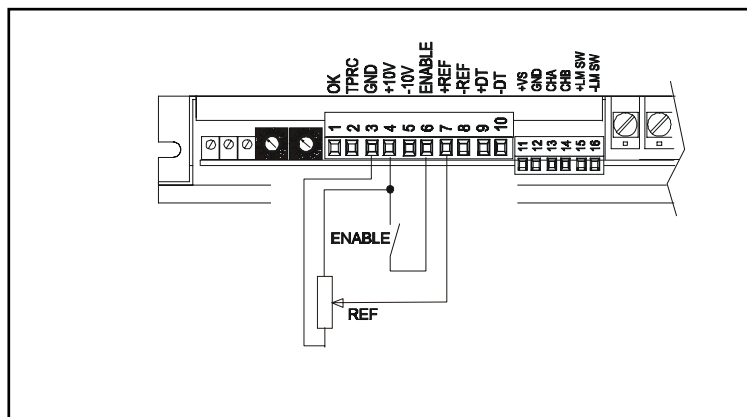 OK
TPRC
GND
+10V
-10V
ENABLE
+REF
-REF
+DT
-DT
+VS
GND
CHA
CHB
+LM SW
-LM SW
1
2
3
4
5
6
7
8
9
10
11
12
13
14
15
16
ENABLE
REF